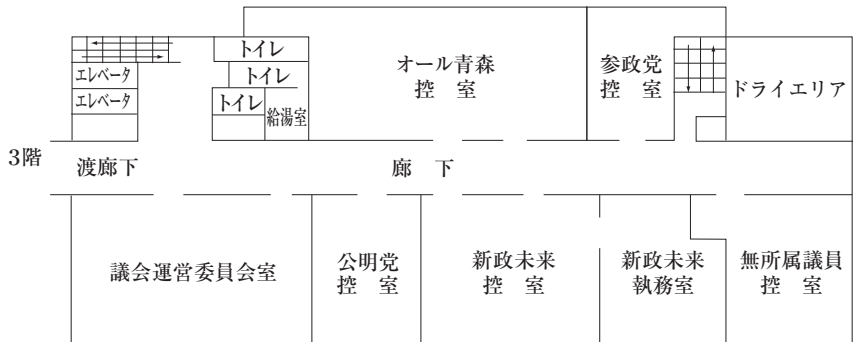 トイレ
オール青森
控　室
参政党
控　室
エレベータ
トイレ
エレベータ
トイレ
給湯室
ドライエリア
3階
渡廊下
廊　下
議会運営委員会室
公明党
控　室
新政未来
控　室
新政未来
執務室
無所属議員
控　室